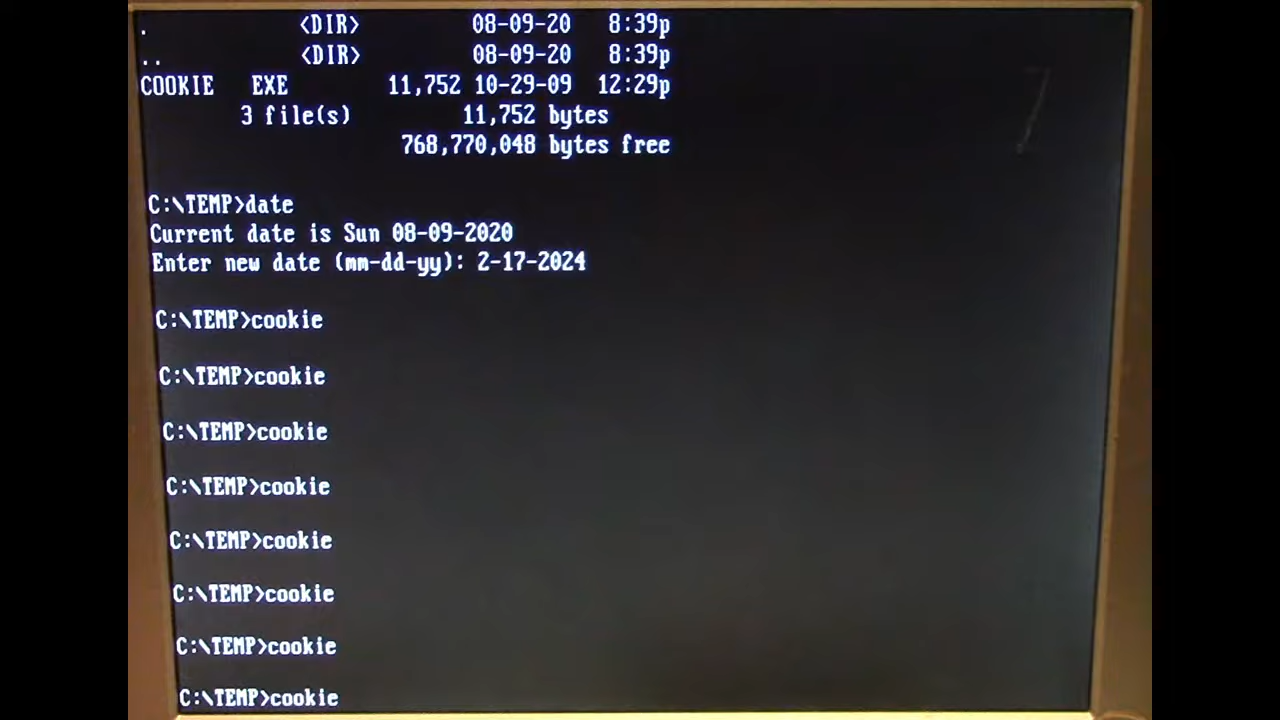 . <DIR> 08-09-20 8:39p
.. <DIR> 08-09-20 8:39p
COOKIE EXE 11,752 10-29-09 12:29p
3 file(s) 11,752 bytes
768,770,048 bytes free
C:\TEMP>date
Current date is Sun 08-09-2020
Enter new date (mm-dd-yy): 2-17-2024
C:\TEMP>cookie
C:\TEMP>cookie
C:\TEMP>cookie
C:\TEMP>cookie
C:\TEMP>cookie
C:\TEMP>cookie
C:\TEMP>cookie
C:\TEMP>cookie